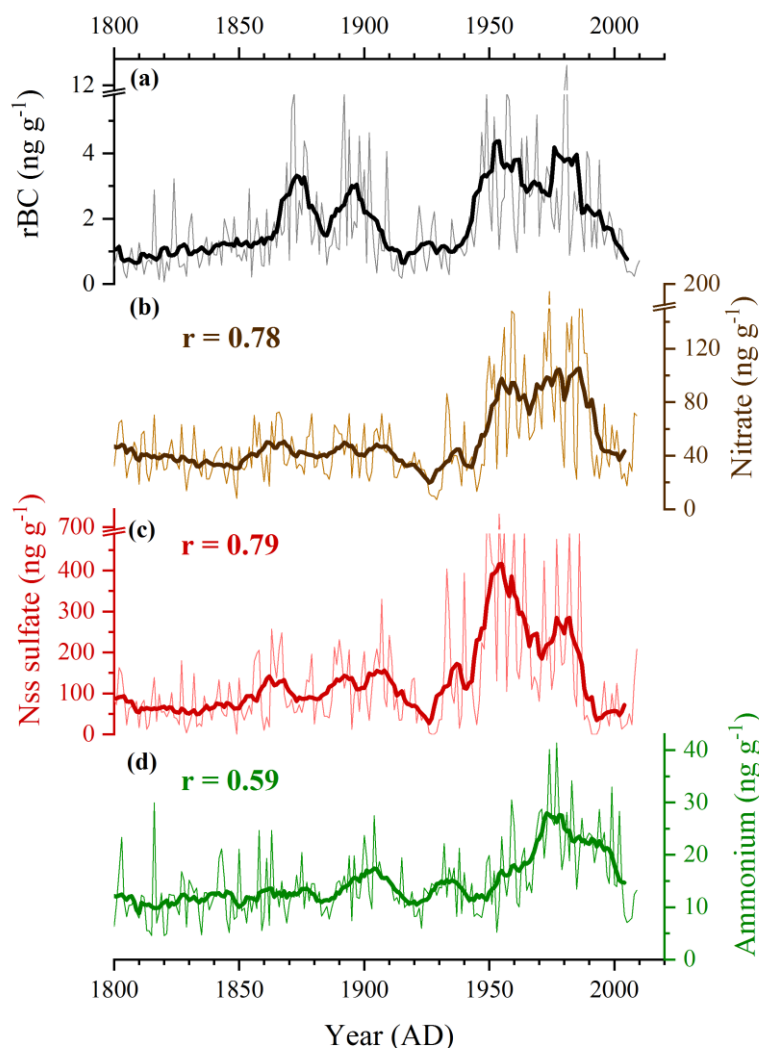 1800 1850 1900 1950 2000
(a)
12
4
2
0
rBC (ng g⁻¹)
(b)
r = 0.78
200
120
80
40
0
Nitrate (ng g⁻¹)
(c)
r = 0.79
700
400
300
200
100
0
Nss sulfate (ng g⁻¹)
(d)
r = 0.59
40
30
20
10
0
Ammonium (ng g⁻¹)
1800 1850 1900 1950 2000
Year (AD)